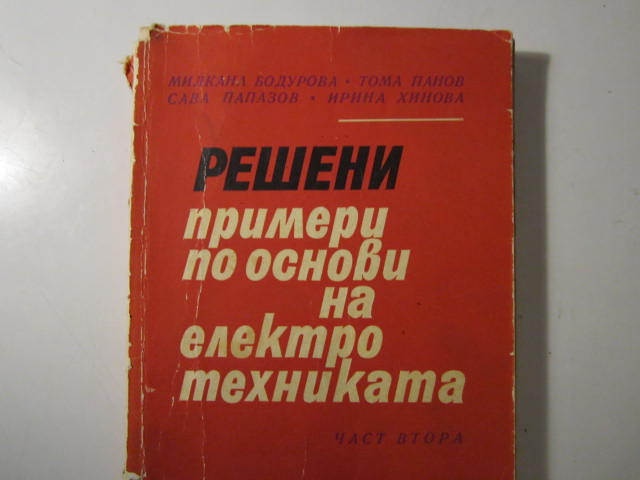 МИЛКАНА БОДУРОВА · ТОМА ПАНОВ
САВА ПАПАЗОВ · ИРИНА ХИНОВА
РЕШЕНИ
примери
по основи
на
електро
техниката
ЧАСТ ВТОРА